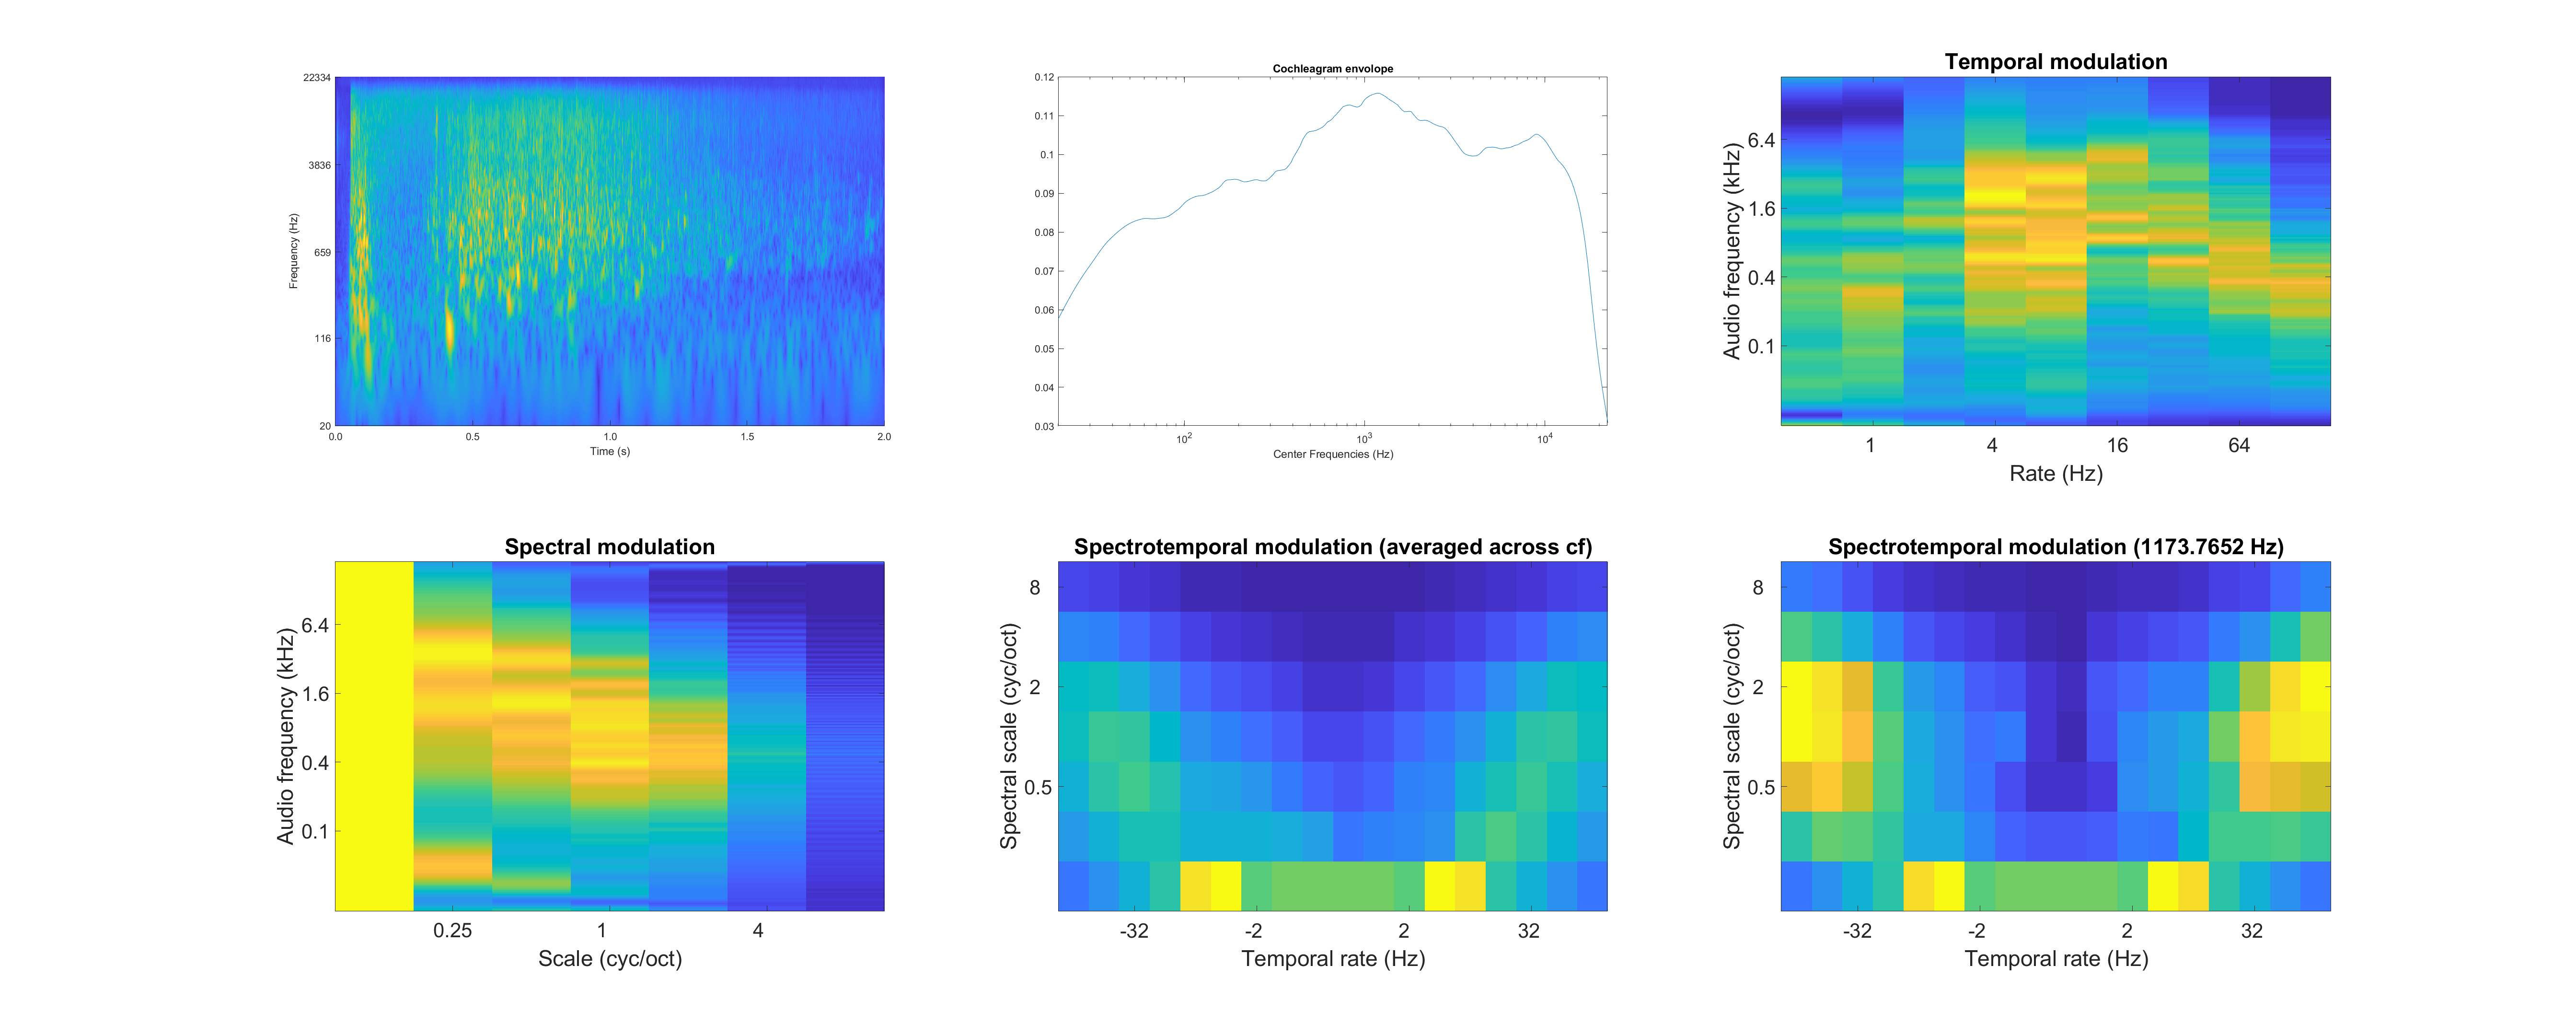 22334
3836
659
116
20
Frequency (Hz)
0.0 0.5 1.0 1.5 2.0
Time (s)
Cochleagram envolope
0.12
0.11
0.1
0.09
0.08
0.07
0.06
0.05
0.04
0.03
10² 10³ 10⁴
Center Frequencies (Hz)
Temporal modulation
6.4
1.6
0.4
0.1
Audio frequency (kHz)
1 4 16 64
Rate (Hz)
Spectral modulation
6.4
1.6
0.4
0.1
Audio frequency (kHz)
0.25 1 4
Scale (cyc/oct)
Spectrotemporal modulation (averaged across cf)
8
2
0.5
Spectral scale (cyc/oct)
-32 -2 2 32
Temporal rate (Hz)
Spectrotemporal modulation (1173.7652 Hz)
8
2
0.5
Spectral scale (cyc/oct)
-32 -2 2 32
Temporal rate (Hz)